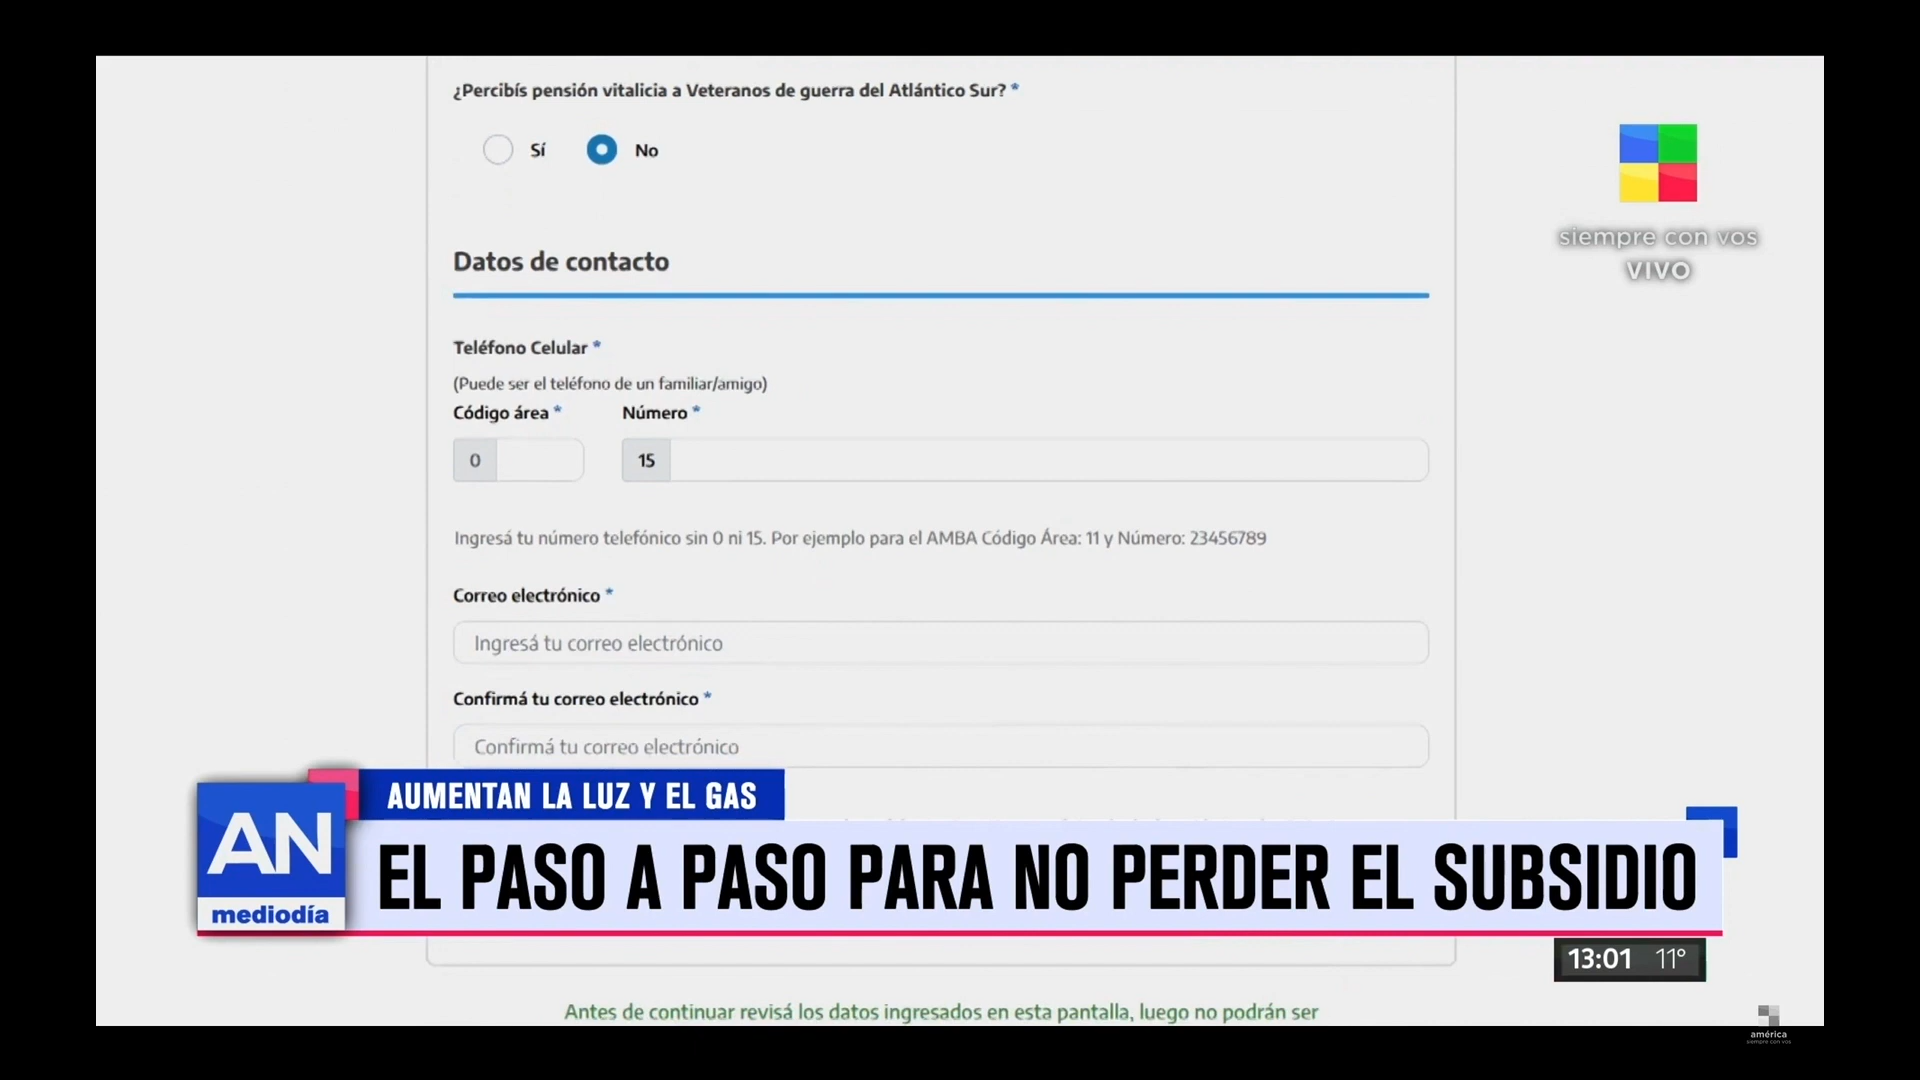 ¿Percibís pensión vitalicia a Veteranos de guerra del Atlántico Sur? *
Sí No
siempre con vos
VIVO
Datos de contacto
Teléfono Celular *
(Puede ser el teléfono de un familiar/amigo)
Código área * Número *
0 15
Ingresá tu número telefónico sin 0 ni 15. Por ejemplo para el AMBA Código Área: 11 y Número: 23456789
Correo electrónico *
Ingresá tu correo electrónico
Confirmá tu correo electrónico *
Confirmá tu correo electrónico
AUMENTAN LA LUZ Y EL GAS
AN
mediodía
EL PASO A PASO PARA NO PERDER EL SUBSIDIO
13:01 11°
Antes de continuar revisá los datos ingresados en esta pantalla, luego no podrán ser
américa
siempre con vos